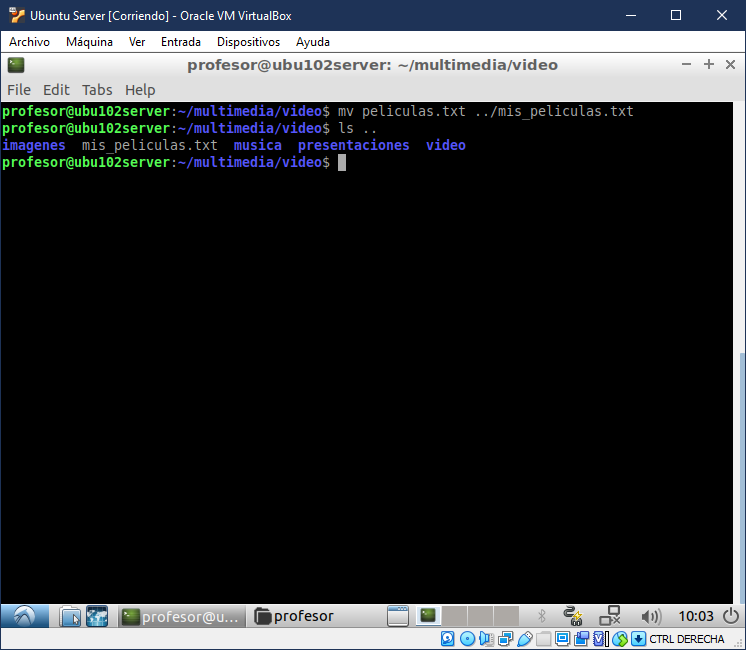 Ubuntu Server [Corriendo] - Oracle VM VirtualBox
Archivo Máquina Ver Entrada Dispositivos Ayuda
profesor@ubu102server: ~/multimedia/video
File Edit Tabs Help
profesor@ubu102server:~/multimedia/video$ mv peliculas.txt ../mis_peliculas.txt
profesor@ubu102server:~/multimedia/video$ ls ..
imagenes mis_peliculas.txt musica presentaciones video
profesor@ubu102server:~/multimedia/video$
profesor@u... profesor 10:03
CTRL DERECHA